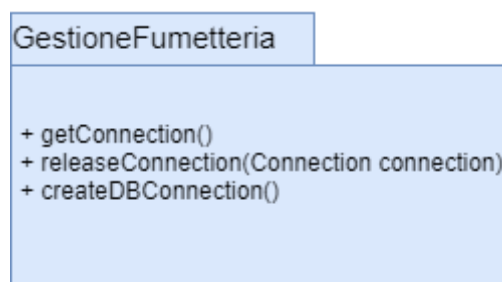 GestioneFumetteria
+ getConnection()
+ releaseConnection(Connection connection)
+ createDBConnection()